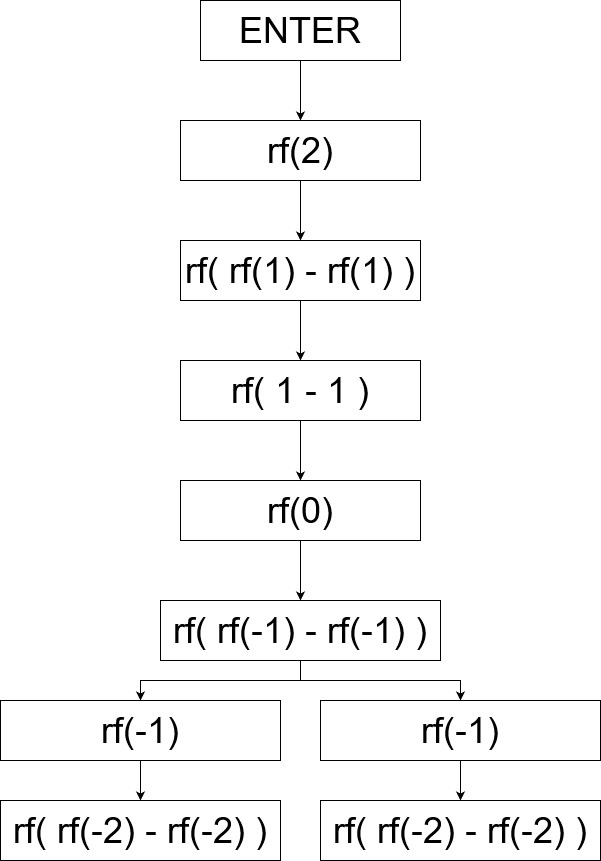 ENTER
rf(2)
rf( rf(1) - rf(1) )
rf( 1 - 1 )
rf(0)
rf( rf(-1) - rf(-1) )
rf(-1)
rf(-1)
rf( rf(-2) - rf(-2) )
rf( rf(-2) - rf(-2) )